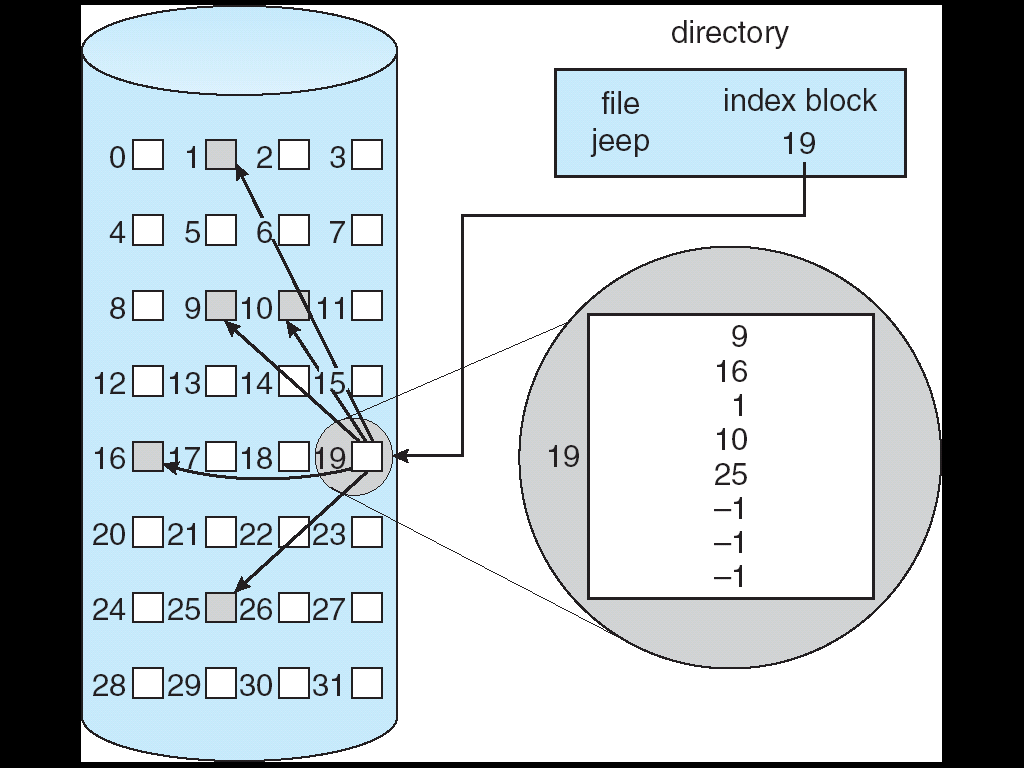 directory
file index block
jeep 19
0 1 2 3
4 5 6 7
8 9 10 11
12 13 14 15
16 17 18 19
20 21 22 23
24 25 26 27
28 29 30 31
19
9
16
1
10
25
–1
–1
–1